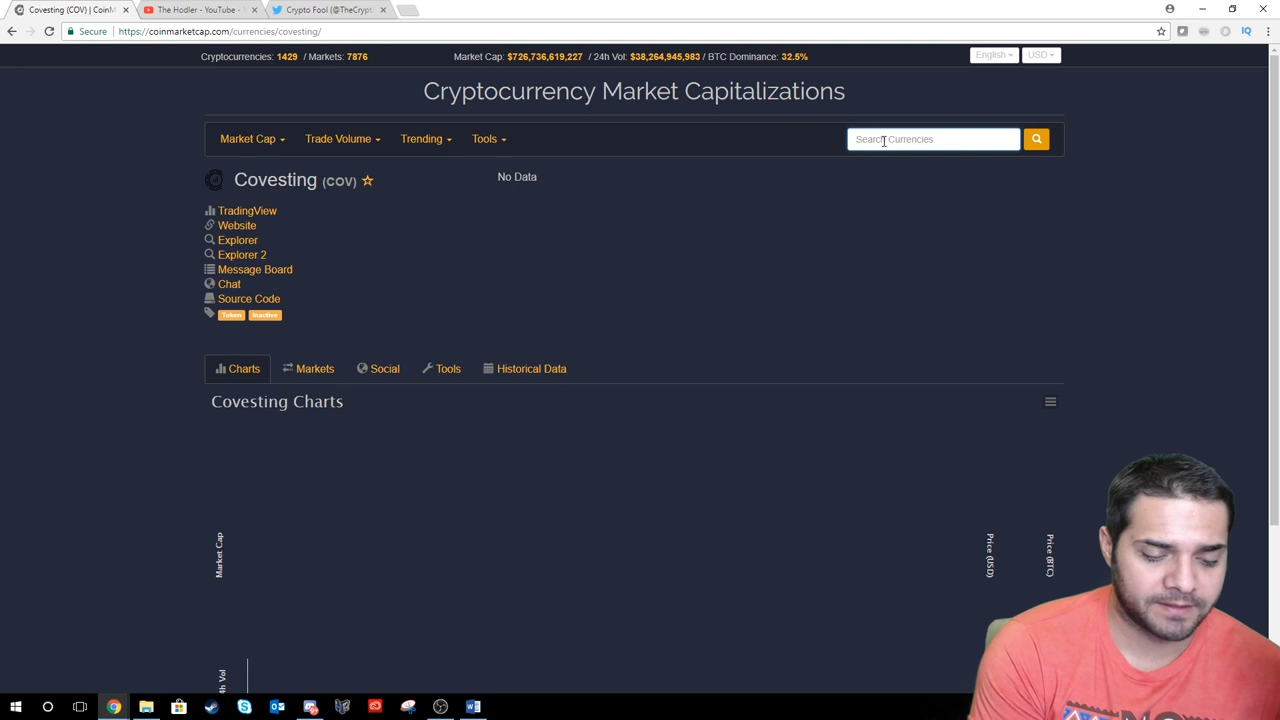 Covesting (COV) | CoinM
The Hodler - YouTube -
Crypto Fool (@TheCrypt
Secure
https://coinmarketcap.com/currencies/covesting/
Cryptocurrencies: 1429 / Markets: 7876
Market Cap: $726,736,619,227 / 24h Vol: $38,264,945,983 / BTC Dominance: 32.5%
English
USD
Cryptocurrency Market Capitalizations
Market Cap
Trade Volume
Trending
Tools
Search Currencies
Covesting (COV)
No Data
TradingView
Website
Explorer
Explorer 2
Message Board
Chat
Source Code
Token Inactive
Charts
Markets
Social
Tools
Historical Data
Covesting Charts
Market Cap
Price (USD)
Price (BTC)
24h Vol